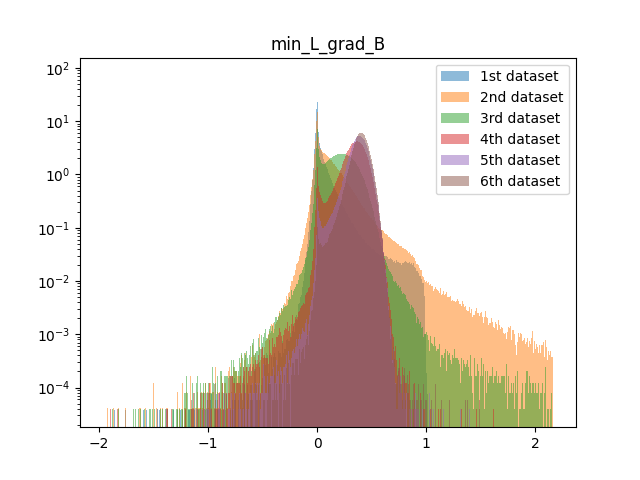 min_L_grad_B
1st dataset
2nd dataset
3rd dataset
4th dataset
5th dataset
6th dataset
10²
10¹
10⁰
10⁻¹
10⁻²
10⁻³
10⁻⁴
−2 −1 0 1 2